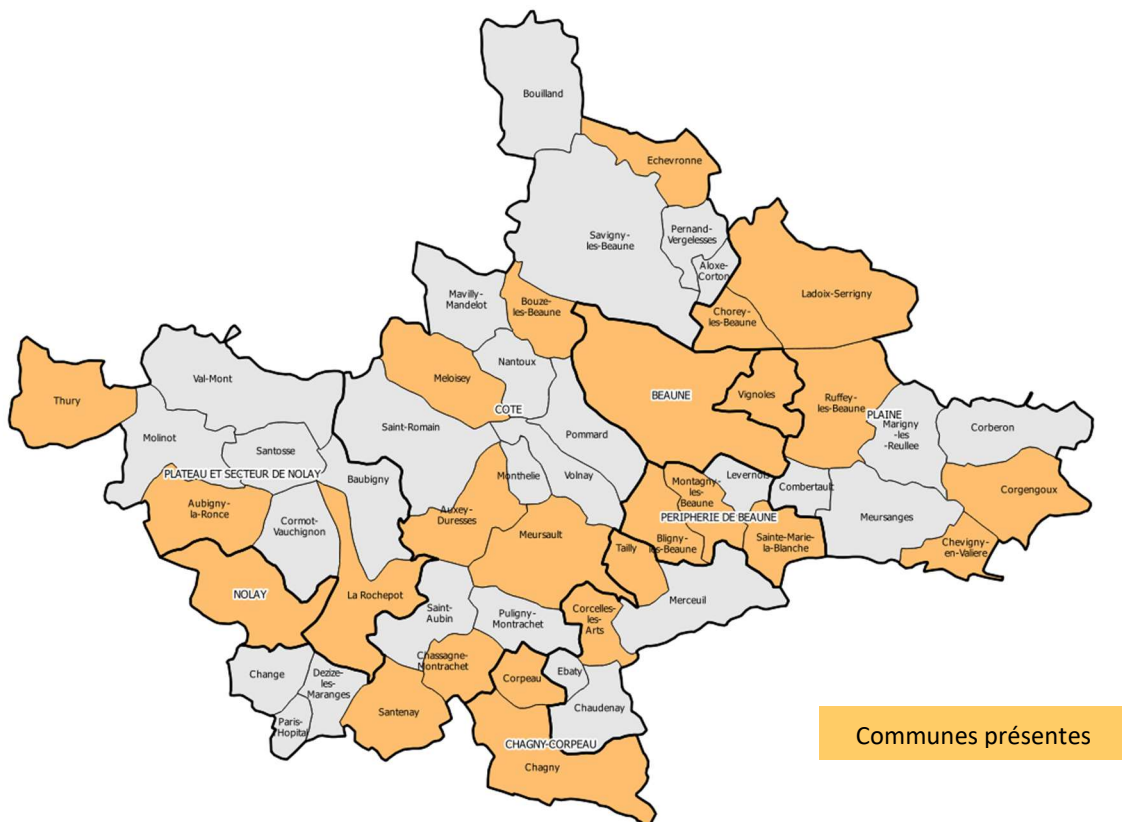 Bouilland
Echevronne
Savigny-
les-Beaune
Pernand-
Vergelesses
Aloxe-
Corton
Ladoix-Serrigny
Chorey-
les-Beaune
Mavilly-
Mandelot
Bouze-
les-Beaune
Nantoux
Meloisey
COTE
BEAUNE
Vignoles
Ruffey-
les-Beaune
PLAINE
Marigny
-les
-Reullee
Corberon
Thury
Val-Mont
Molinot
Santosse
PLATEAU ET SECTEUR DE NOLAY
Saint-Romain
Pommard
Baubigny
Monthelie
Volnay
Levernois
Combertault
Montagny-
les-
Beaune
PERIPHERIE DE BEAUNE
Corgengoux
Meursanges
Aubigny-
la-Ronce
Cormot-
Vauchignon
Auxey-
Duresses
Meursault
Tailly
Bligny-
les-Beaune
Sainte-Marie-
la-Blanche
Chevigny-
en-Valiere
NOLAY
La Rochepot
Saint-
Aubin
Puligny-
Montrachet
Corcelles-
les-
Arts
Merceuil
Change
Dezize-
les-
Maranges
Chassagne-
Montrachet
Corpeau
Ebaty
Chaudenay
Paris-
l'Hopital
Santenay
CHAGNY-CORPEAU
Chagny
Communes présentes